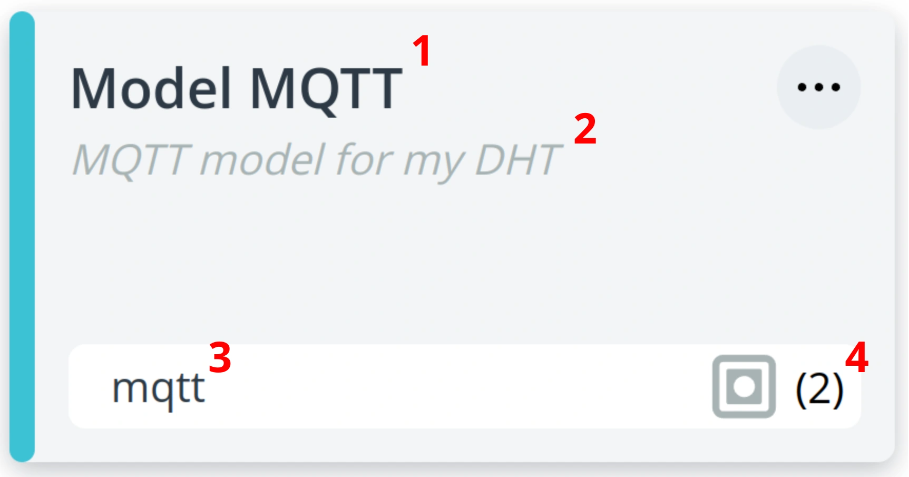 Model MQTT 1
MQTT model for my DHT 2
mqtt 3 (2) 4